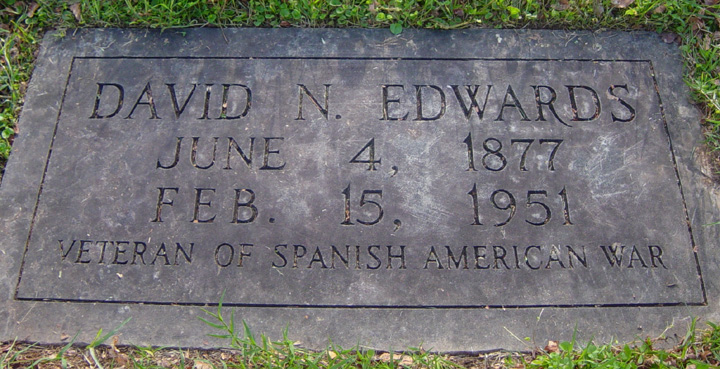 DAVID N. EDWARDS
JUNE 4, 1877
FEB. 15, 1951
VETERAN OF SPANISH AMERICAN WAR